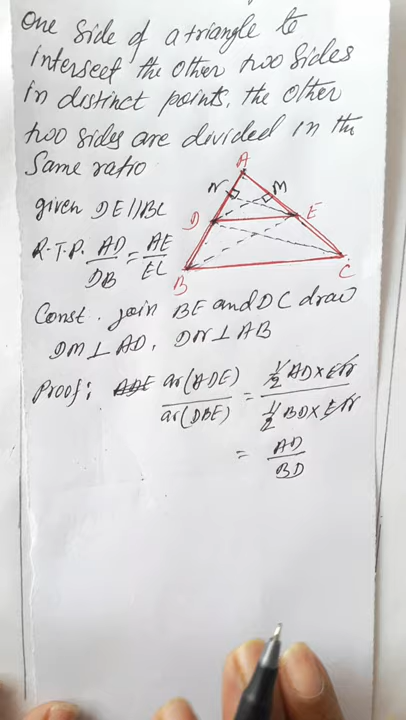 One side of a triangle to
intersect the other two sides
in distinct points, the other
two sides are divided in the
Same ratio
given DE//BC
R.T.P. AD/DB = AE/EC
A
N
M
D
E
B
C
Const. join BE and DC draw
DM⊥AD, DN⊥AB
Proof: ADE ar(ADE)/ar(DBE) = 1/2 AD×EN / 1/2 BD×EN
= AD/BD